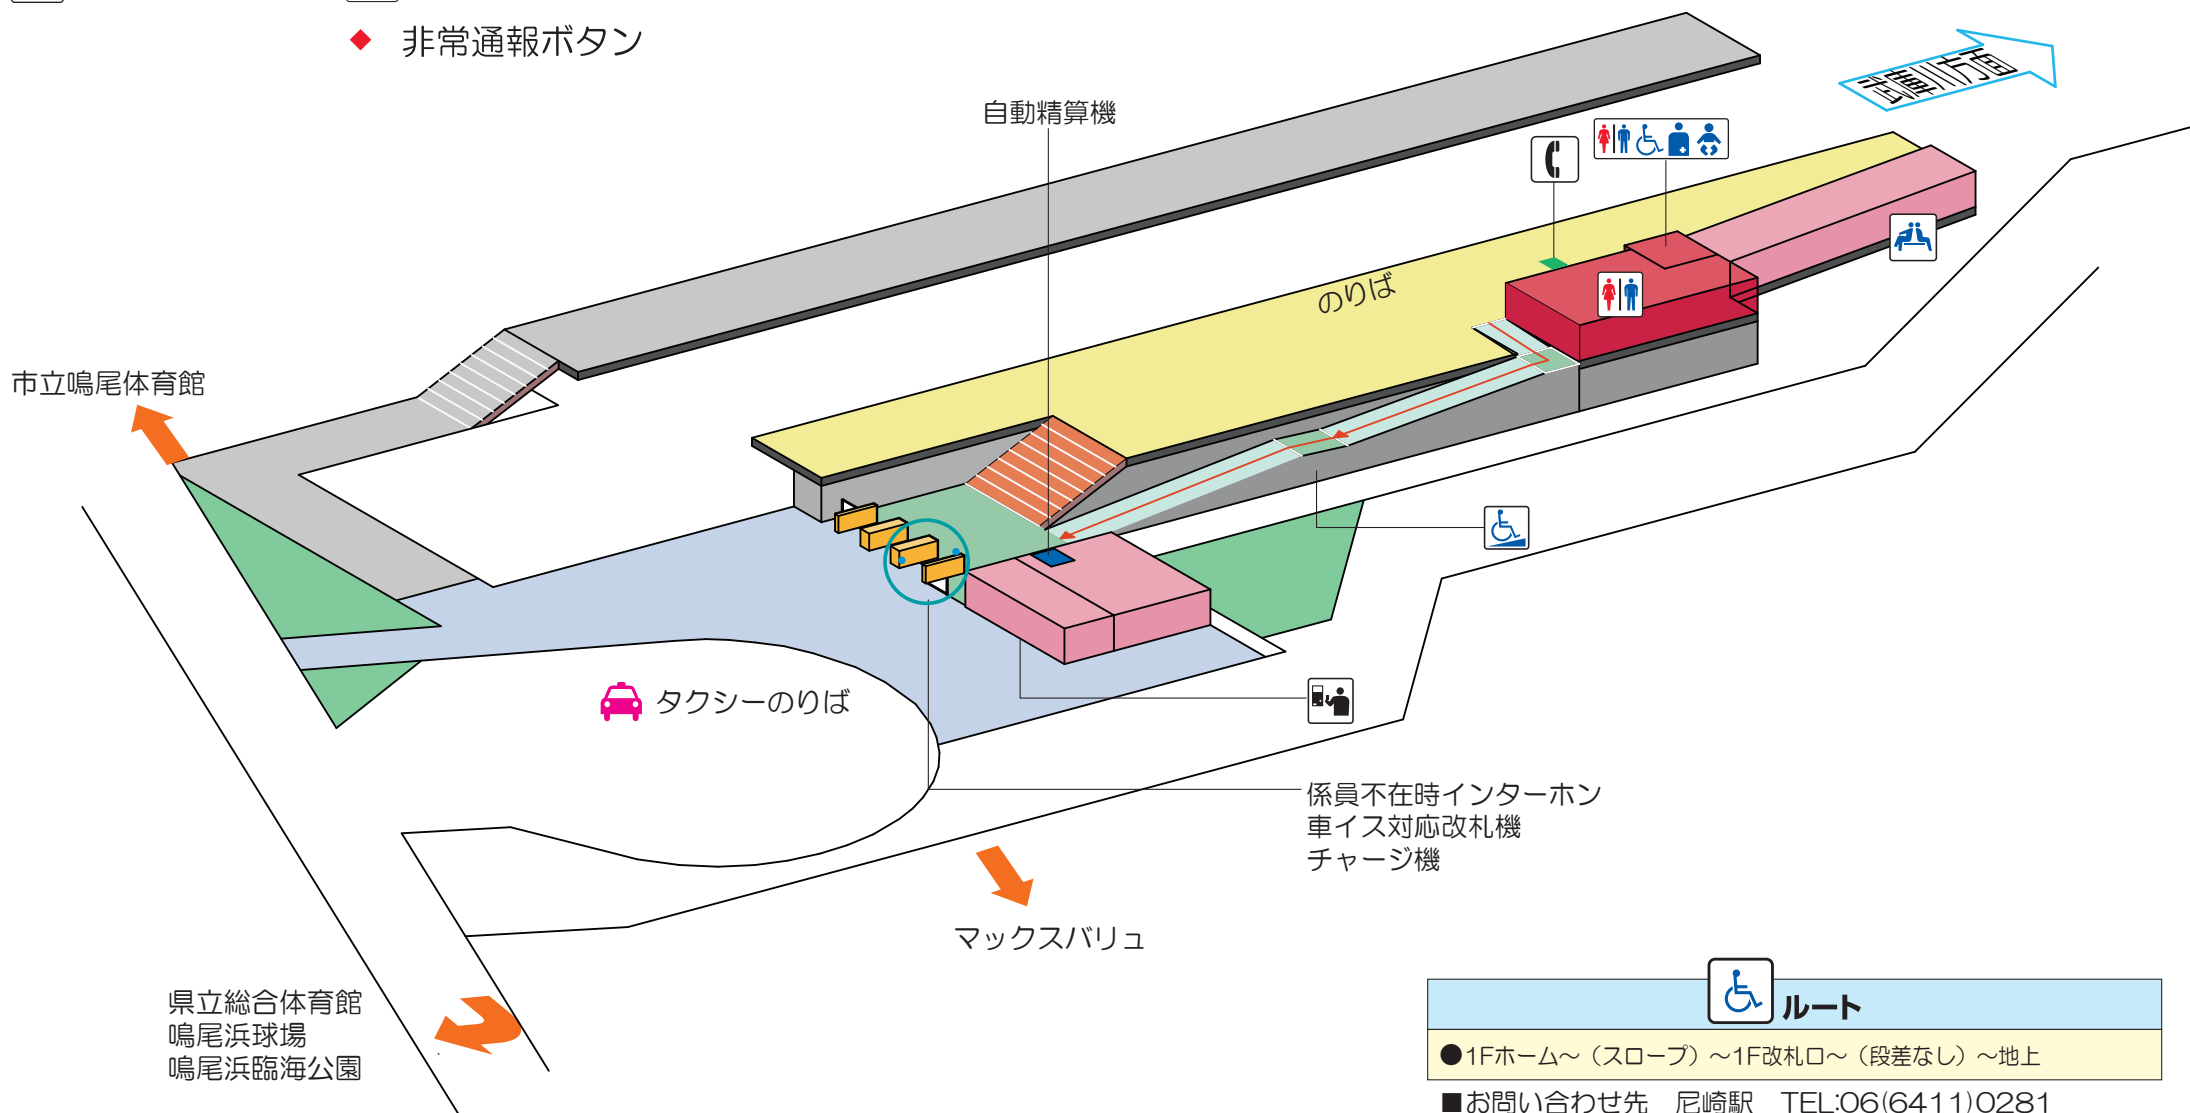 非常通報ボタン
武庫川方面
自動精算機
のりば
市立鳴尾体育館
タクシーのりば
係員不在時インターホン
車イス対応改札機
チャージ機
マックスバリュ
県立総合体育館
鳴尾浜球場
鳴尾浜臨海公園
ルート
●1Fホーム～（スロープ）～1F改札口～（段差なし）～地上
■お問い合わせ先　尼崎駅　TEL:06(6411)0281